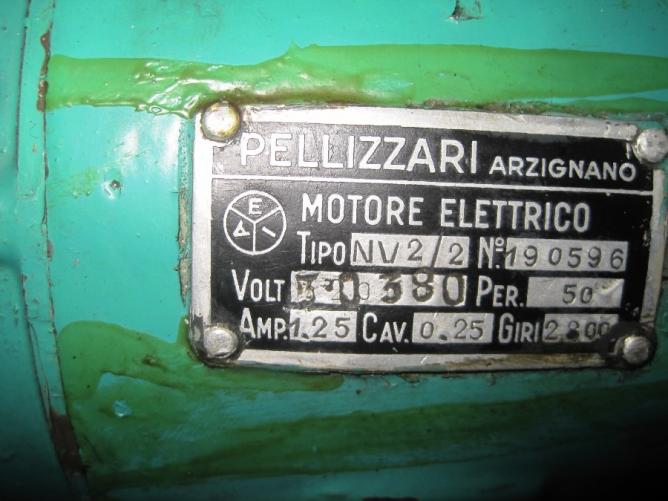 PELLIZZARI ARZIGNANO
E A I
MOTORE ELETTRICO
TIPO NV2/2 Nº. 190596
VOLT 380 PER. 50
AMP. 1.25 CAV. 0.25 GIRI 2800